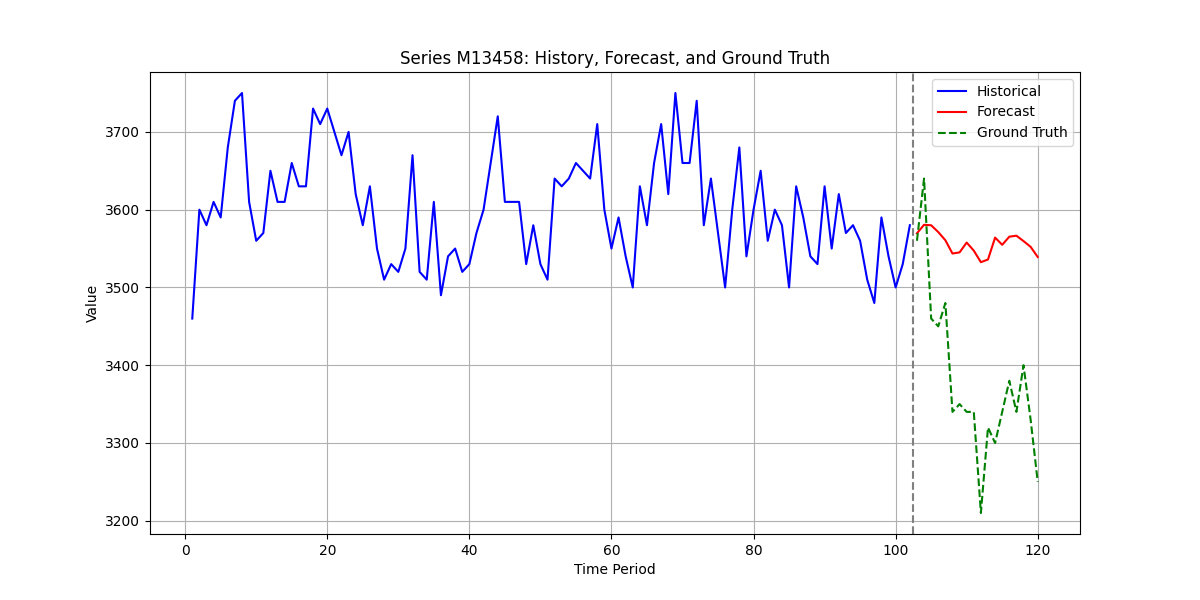 Series M13458: History, Forecast, and Ground Truth
Historical
Forecast
Ground Truth
Value
3700
3600
3500
3400
3300
3200
0 20 40 60 80 100 120
Time Period